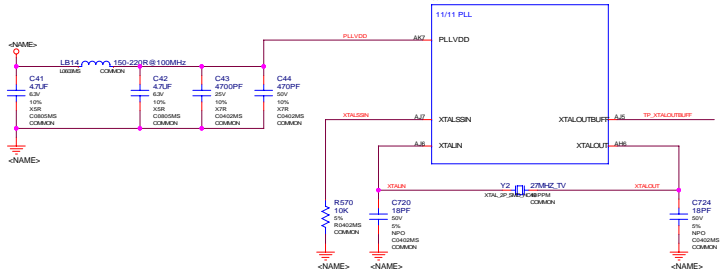 11/11 PLL
<NAME>
PLLVDD
AK7
PLLVDD
LB14
150-220R@100MHz
L0603MS
COMMON
C41
4.7UF
6.3V
10%
X5R
C0805MS
COMMON
C42
4.7UF
6.3V
10%
X5R
C0805MS
COMMON
C43
4700PF
25V
10%
X7R
C0402MS
COMMON
C44
470PF
50V
10%
X7R
C0402MS
COMMON
<NAME>
XTALSSIN
AJ7
XTALSSIN
XTALOUTBUFF
AJ5
TP_XTALOUTBUFF
AJ6
XTALIN
XTALOUT
AH6
XTALIN
Y2
27MHZ_TV
XTALOUT
COMMON
R570
10K
5%
R0402MS
COMMON
C720
18PF
50V
5%
NPO
C0402MS
COMMON
C724
18PF
50V
5%
NPO
C0402MS
COMMON
<NAME>
<NAME>
<NAME>